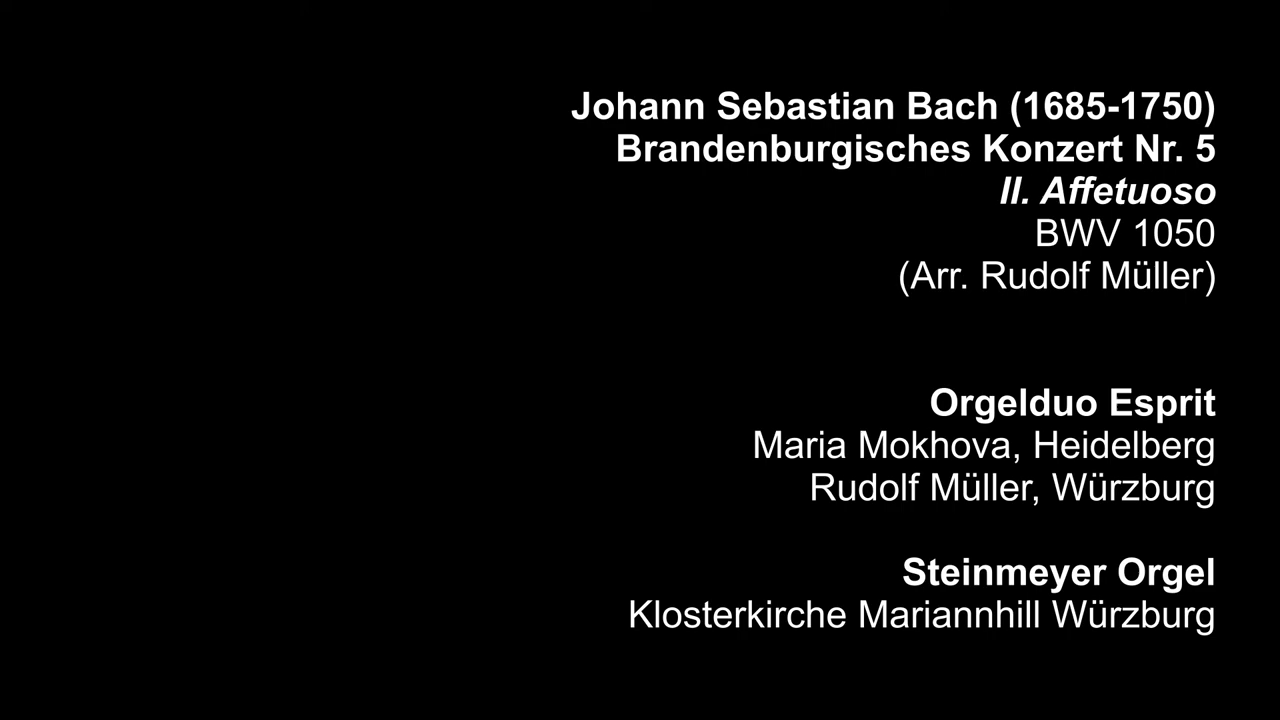 Johann Sebastian Bach (1685-1750)
Brandenburgisches Konzert Nr. 5
II. Affetuoso
BWV 1050
(Arr. Rudolf Müller)
Orgelduo Esprit
Maria Mokhova, Heidelberg
Rudolf Müller, Würzburg
Steinmeyer Orgel
Klosterkirche Mariannhill Würzburg